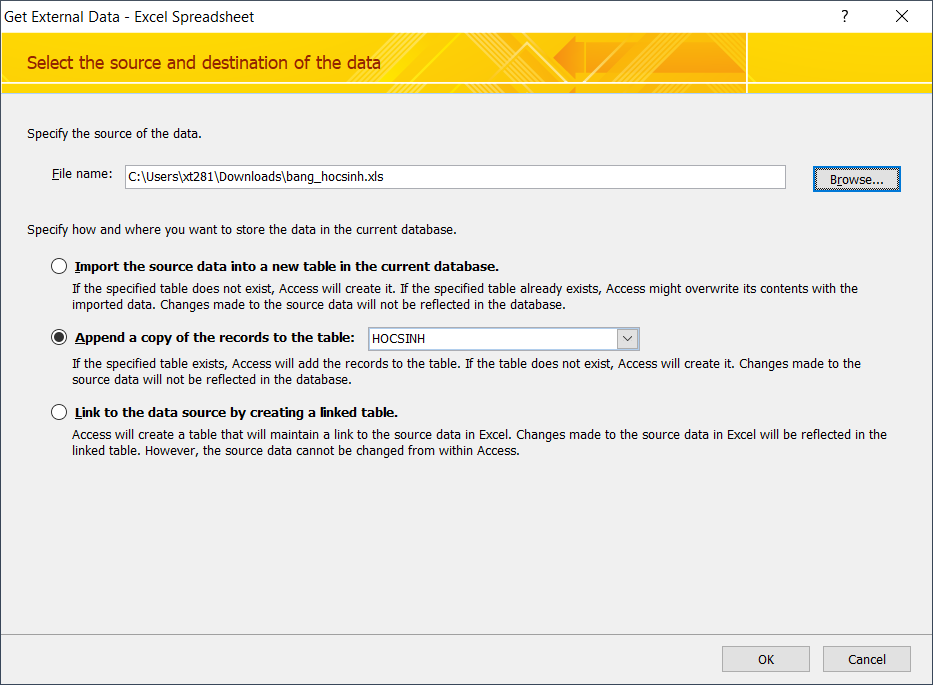 Get External Data - Excel Spreadsheet
?
Select the source and destination of the data
Specify the source of the data.
File name: C:\Users\xt281\Downloads\bang_hocsinh.xls Browse...
Specify how and where you want to store the data in the current database.
Import the source data into a new table in the current database.
If the specified table does not exist, Access will create it. If the specified table already exists, Access might overwrite its contents with the
imported data. Changes made to the source data will not be reflected in the database.
Append a copy of the records to the table: HOCSINH
If the specified table exists, Access will add the records to the table. If the table does not exist, Access will create it. Changes made to the
source data will not be reflected in the database.
Link to the data source by creating a linked table.
Access will create a table that will maintain a link to the source data in Excel. Changes made to the source data in Excel will be reflected in the
linked table. However, the source data cannot be changed from within Access.
OK Cancel